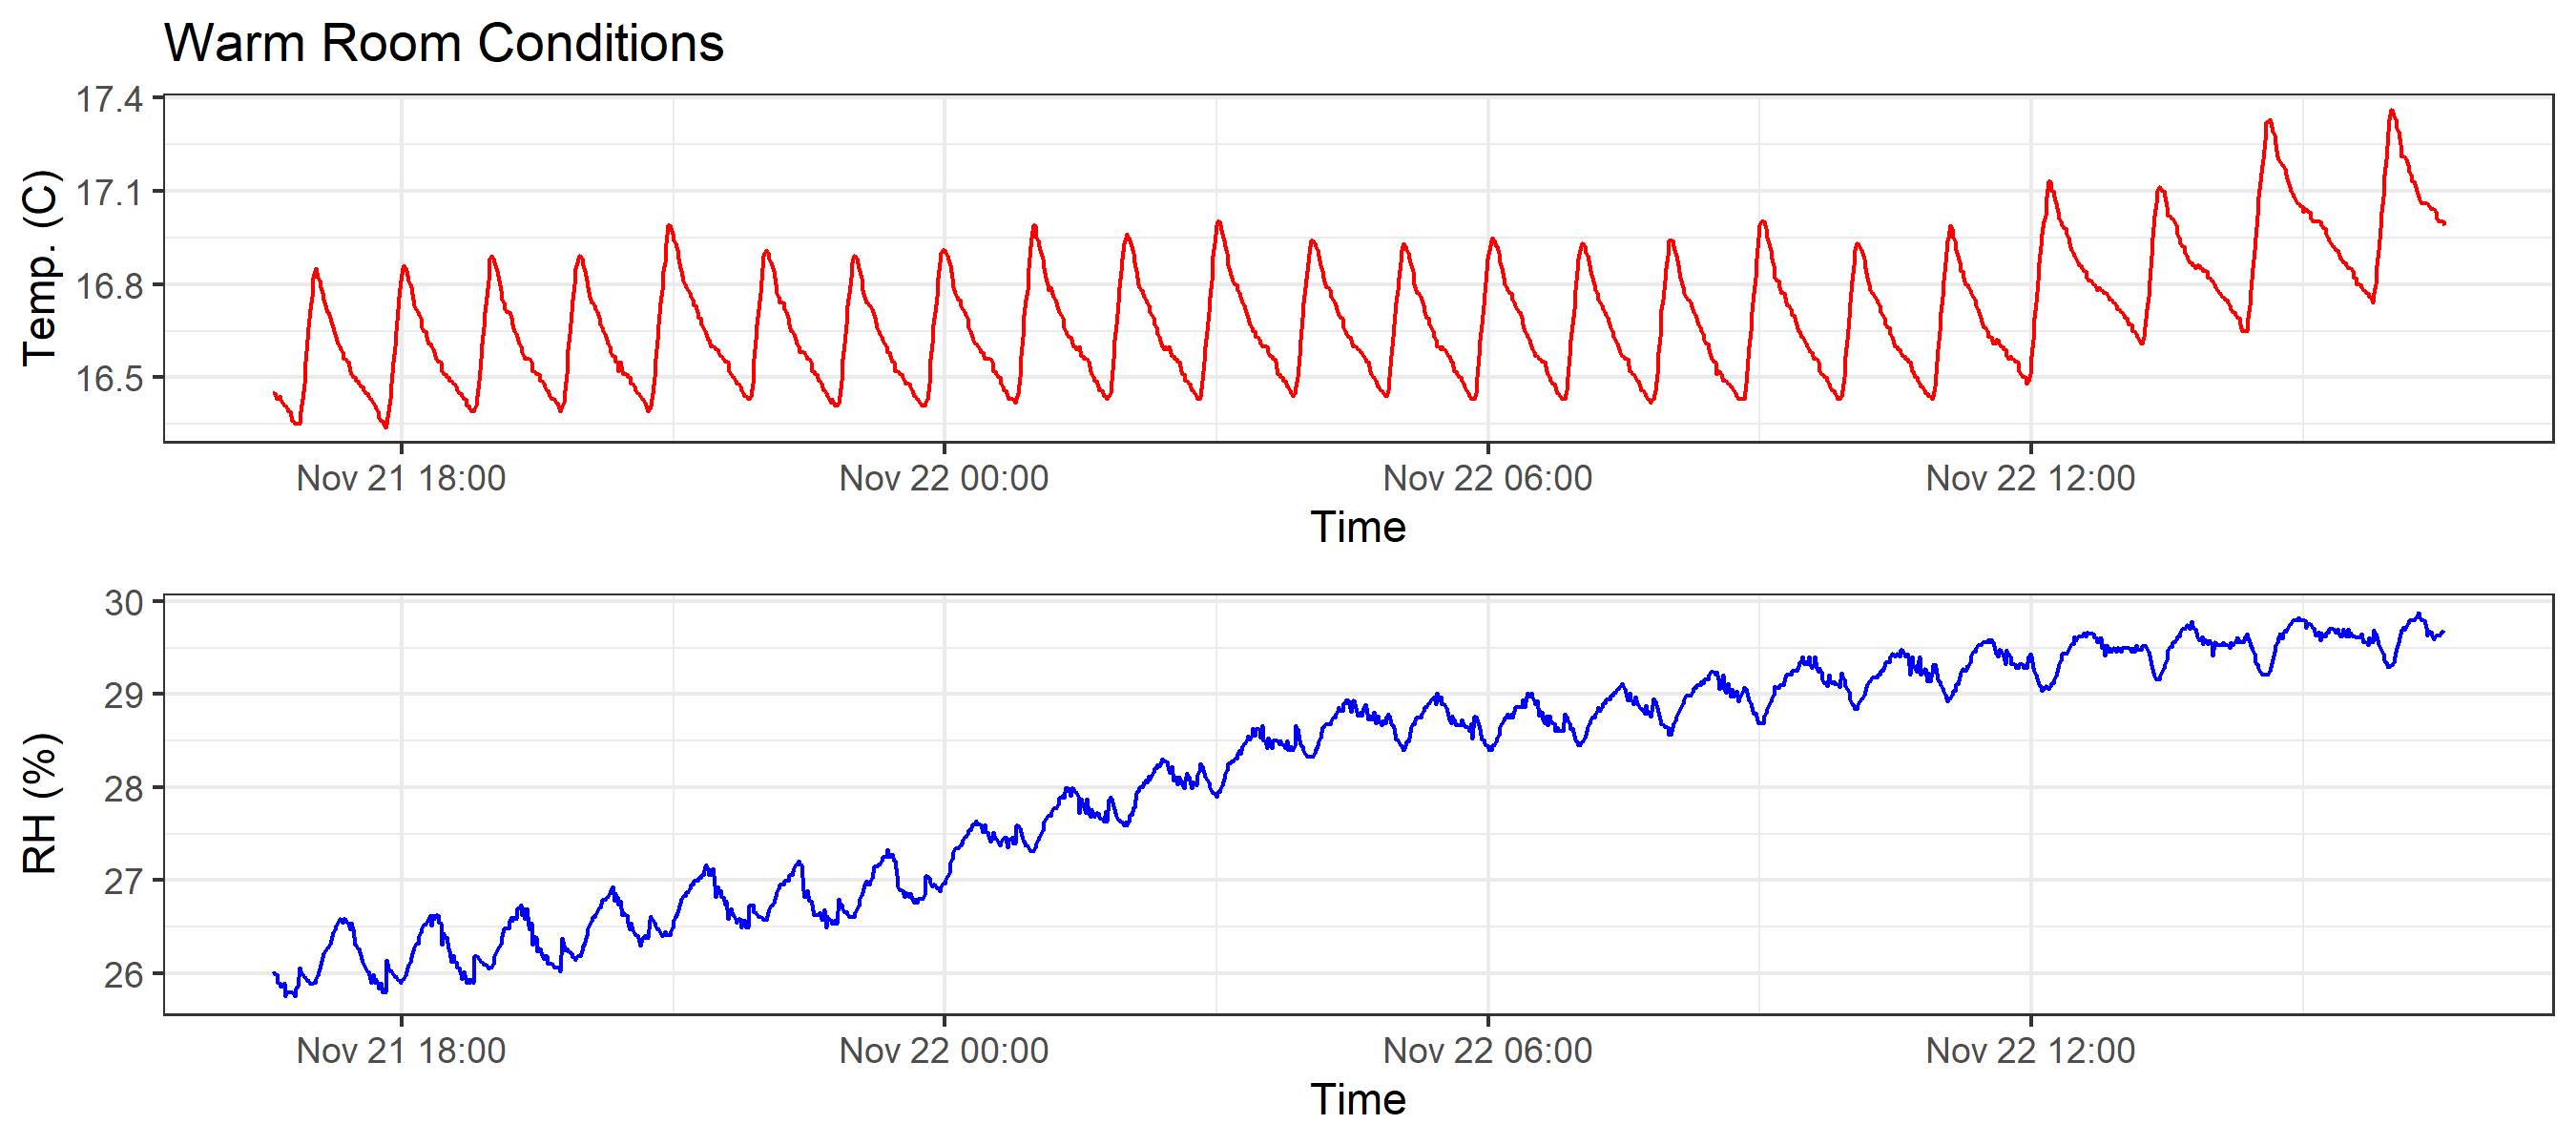 Warm Room Conditions
17.4
17.1
16.8
16.5
Temp. (C)
Nov 21 18:00 Nov 22 00:00 Nov 22 06:00 Nov 22 12:00
Time
30
29
28
27
26
RH (%)
Nov 21 18:00 Nov 22 00:00 Nov 22 06:00 Nov 22 12:00
Time